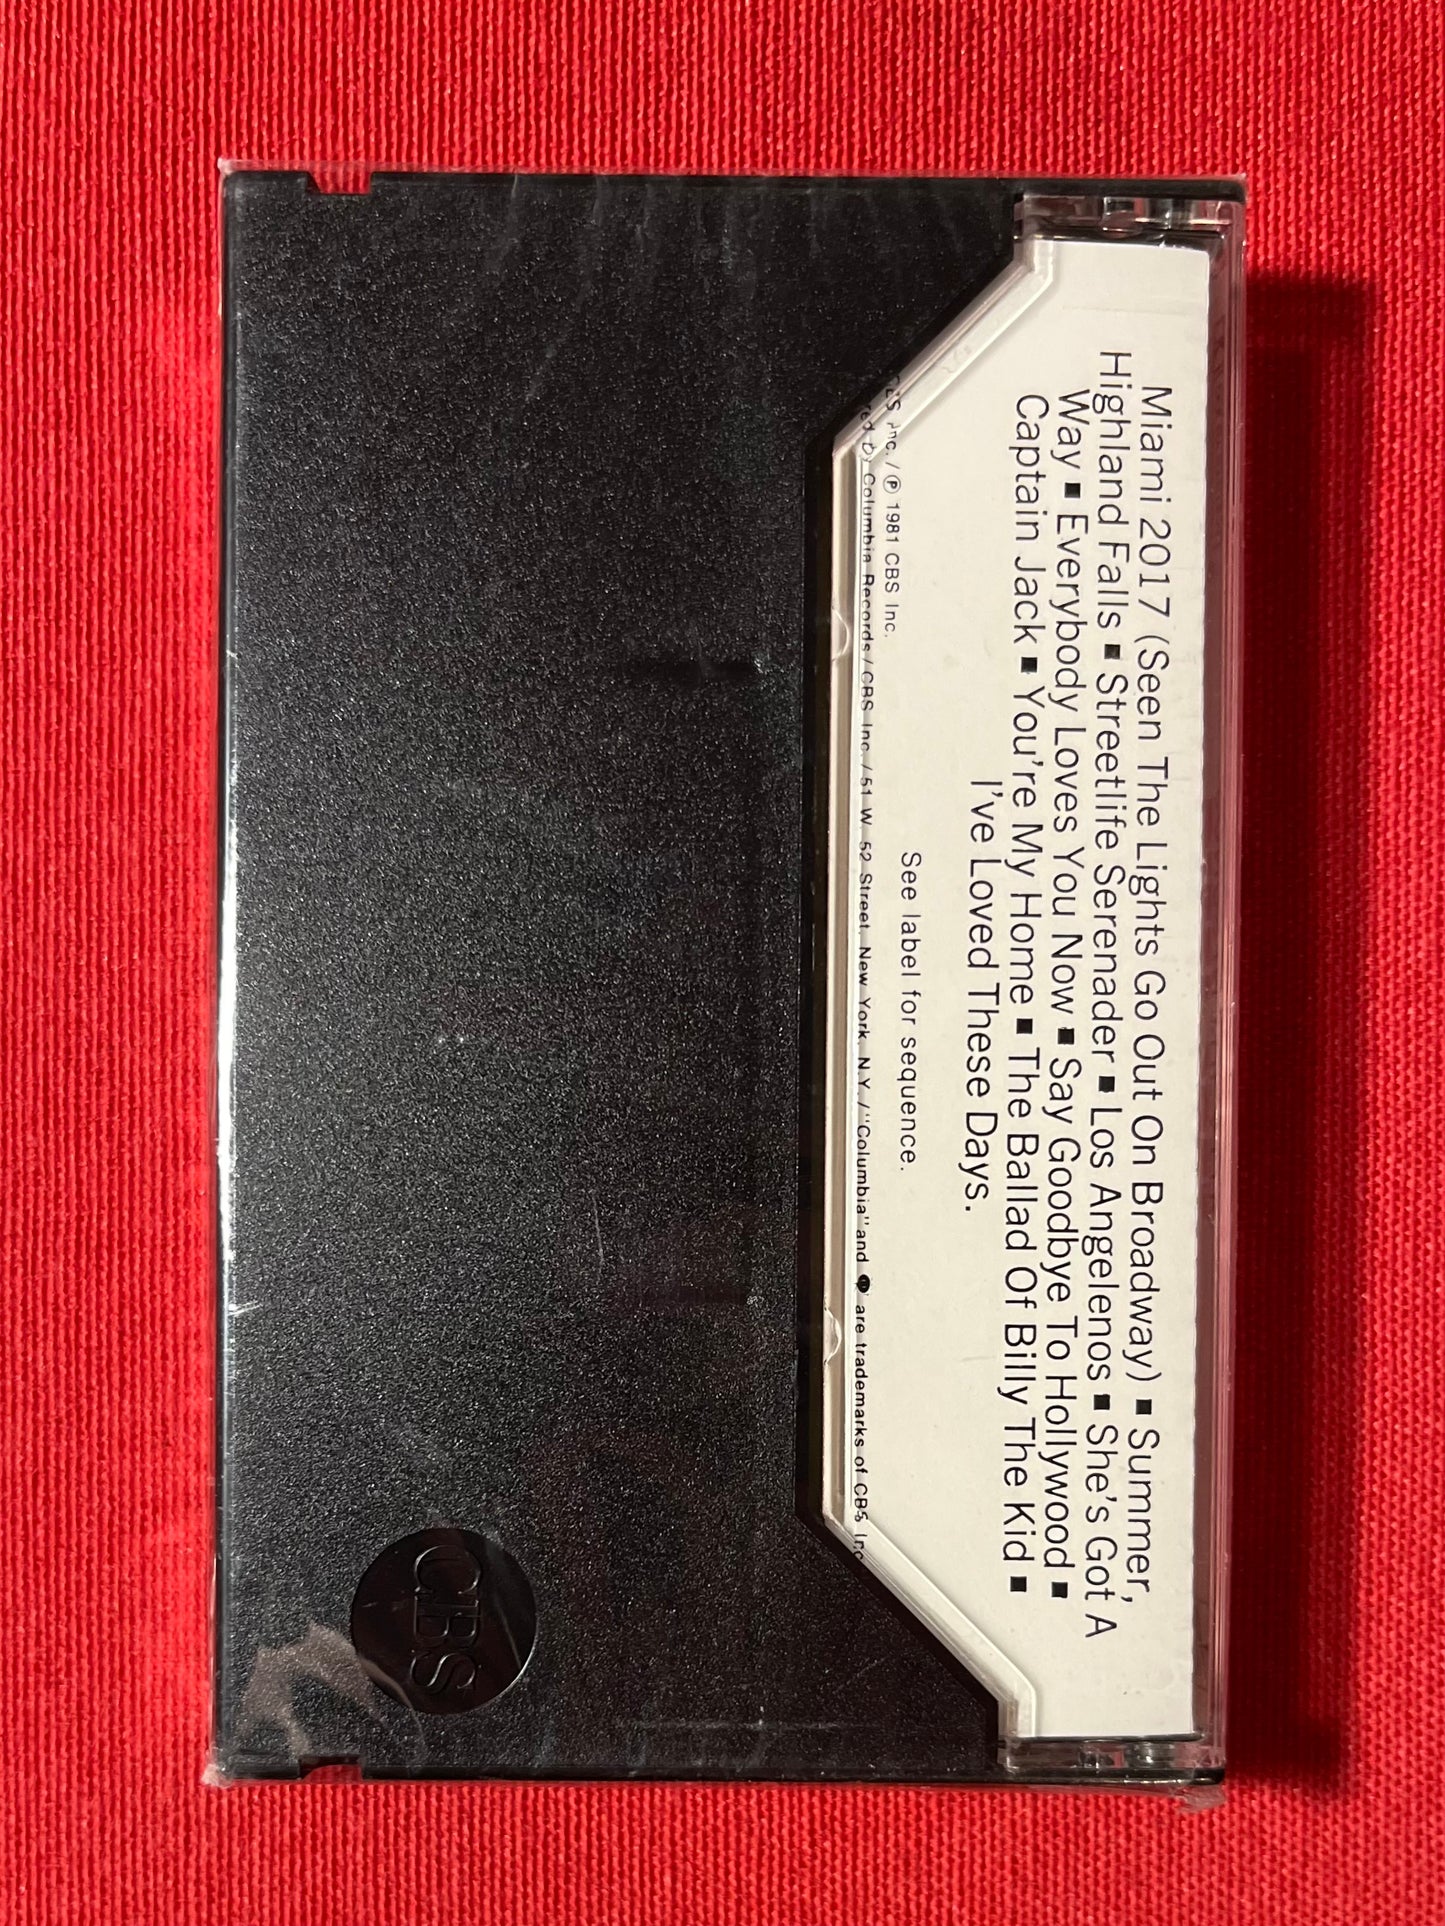 Miami 2017 (Seen The Lights Go Out On Broadway) ▪ Summer,
Highland Falls ▪ Streetlife Serenader ▪ Los Angelenos ▪ She's Got A
Way ▪ Everybody Loves You Now ▪ Say Goodbye To Hollywood ▪
Captain Jack ▪ You're My Home ▪ The Ballad Of Billy The Kid ▪
I've Loved These Days.
See label for sequence.
Inc. / ℗ 1981 CBS Inc.
by Columbia Records / CBS Inc. / 51 W. 52 Street, New York, N.Y. / "Columbia" and are trademarks of CBS Inc.
CBS